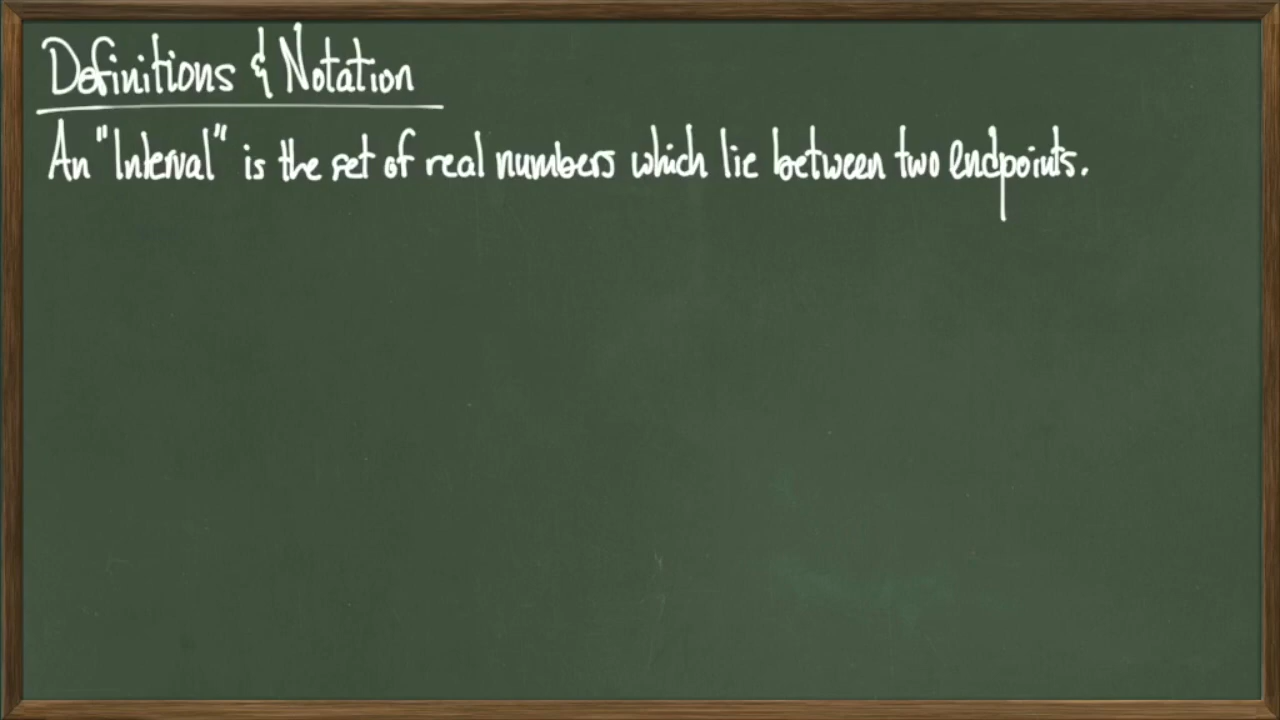 Definitions & Notation
An "Interval" is the set of real numbers which lie between two endpoints.